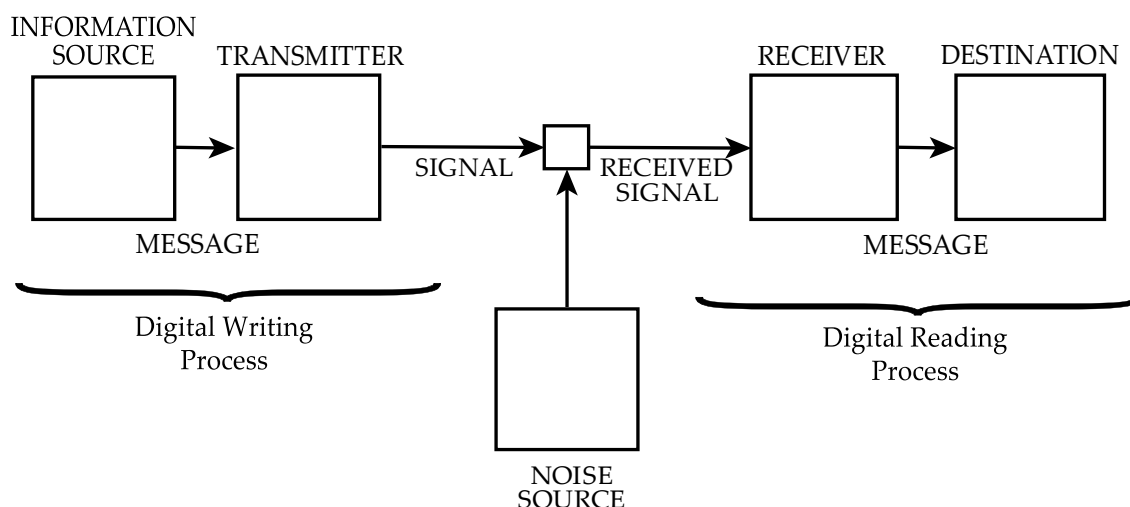 INFORMATION
SOURCE
TRANSMITTER
RECEIVER
DESTINATION
SIGNAL
RECEIVED
SIGNAL
MESSAGE
MESSAGE
Digital Writing
Process
Digital Reading
Process
NOISE
SOURCE